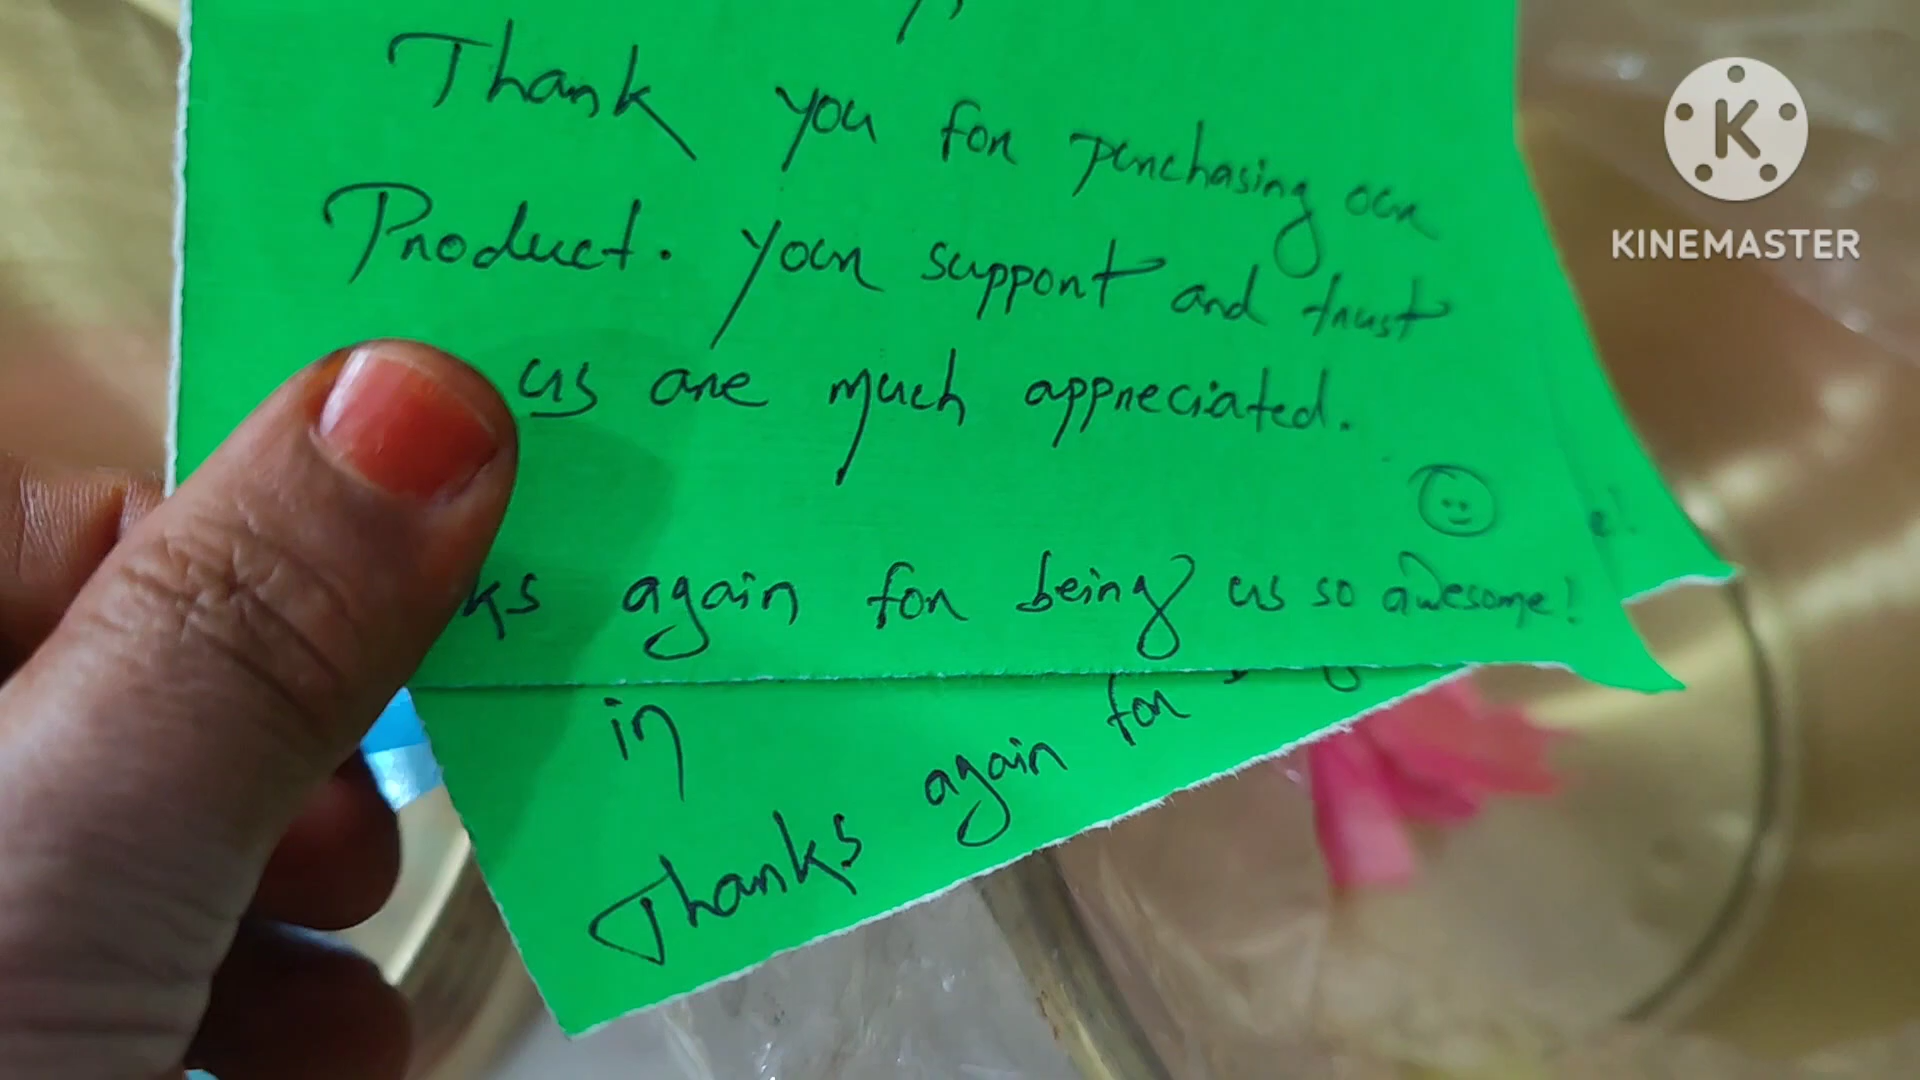 Thank you for purchasing our
Product. Your support and trust
us are much appreciated.
ks again for being us so awesome!
e!
in
Thanks again for
K
KINEMASTER